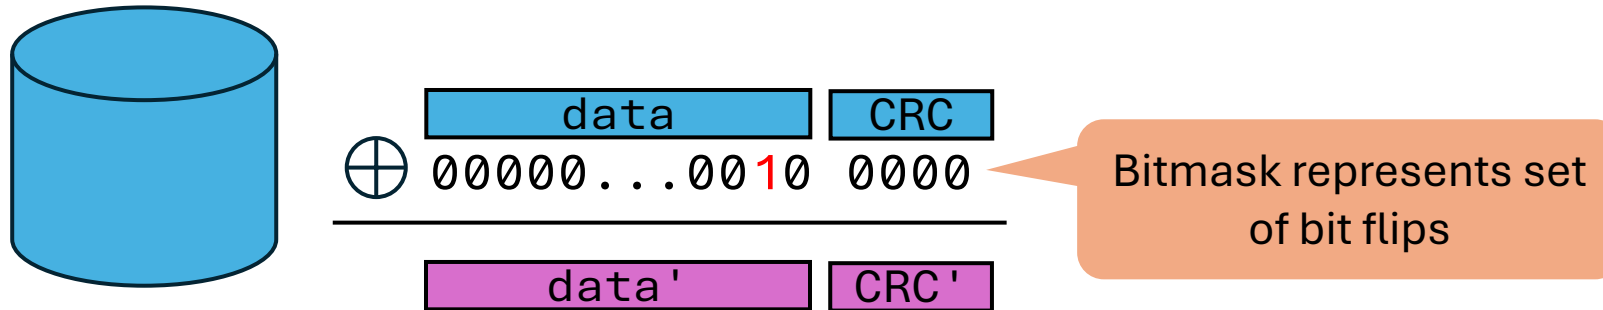 data CRC
⊕ 00000...0010 0000
data' CRC'
Bitmask represents set
of bit flips